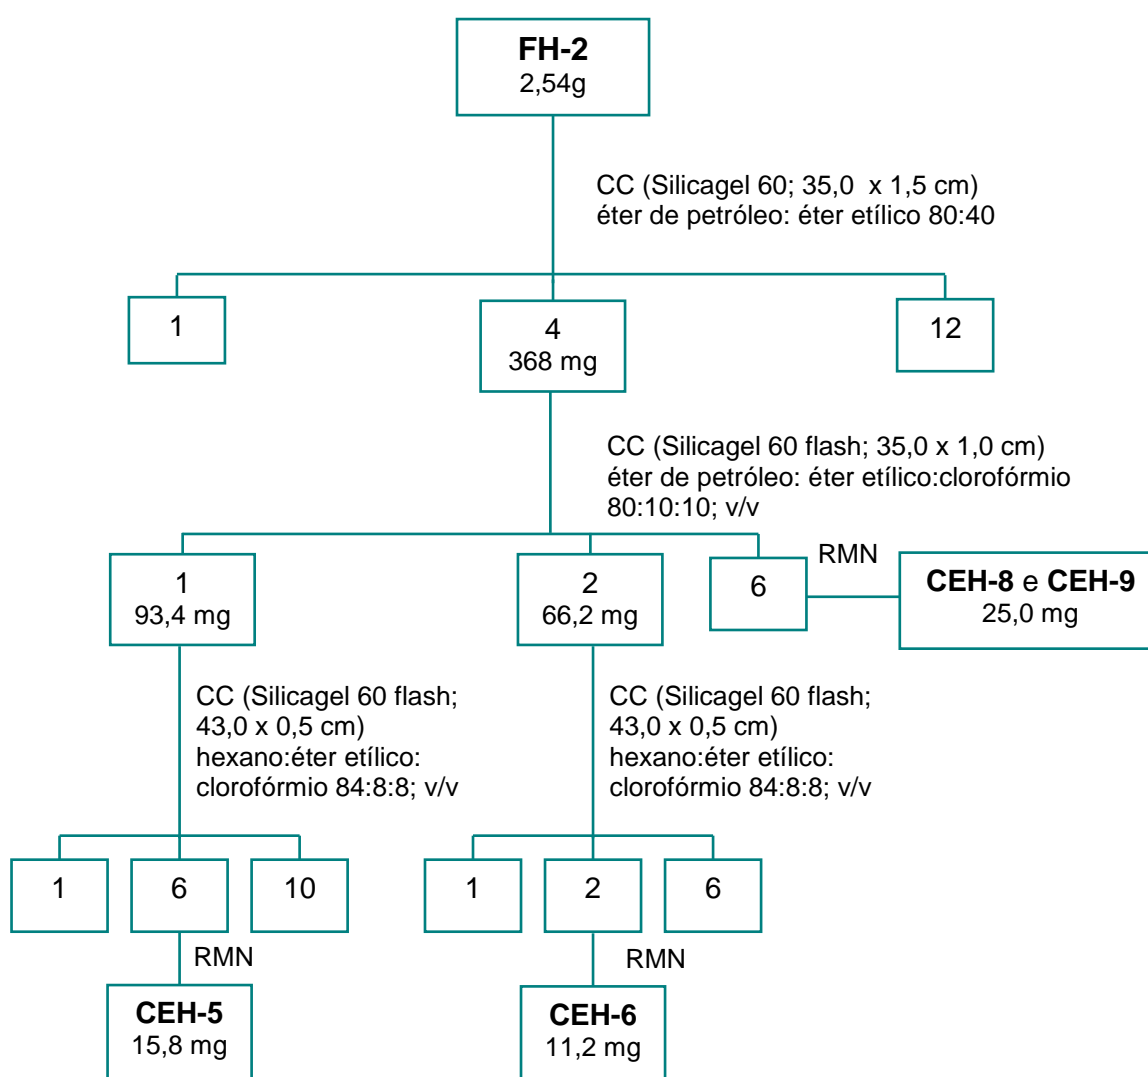 FH-2
2,54g
CC (Silicagel 60; 35,0 x 1,5 cm)
éter de petróleo: éter etílico 80:40
1
4
368 mg
12
CC (Silicagel 60 flash; 35,0 x 1,0 cm)
éter de petróleo: éter etílico:clorofórmio
80:10:10; v/v
1
93,4 mg
2
66,2 mg
6
RMN
CEH-8 e CEH-9
25,0 mg
CC (Silicagel 60 flash;
43,0 x 0,5 cm)
hexano:éter etílico:
clorofórmio 84:8:8; v/v
CC (Silicagel 60 flash;
43,0 x 0,5 cm)
hexano:éter etílico:
clorofórmio 84:8:8; v/v
1
6
10
1
2
6
RMN
RMN
CEH-5
15,8 mg
CEH-6
11,2 mg